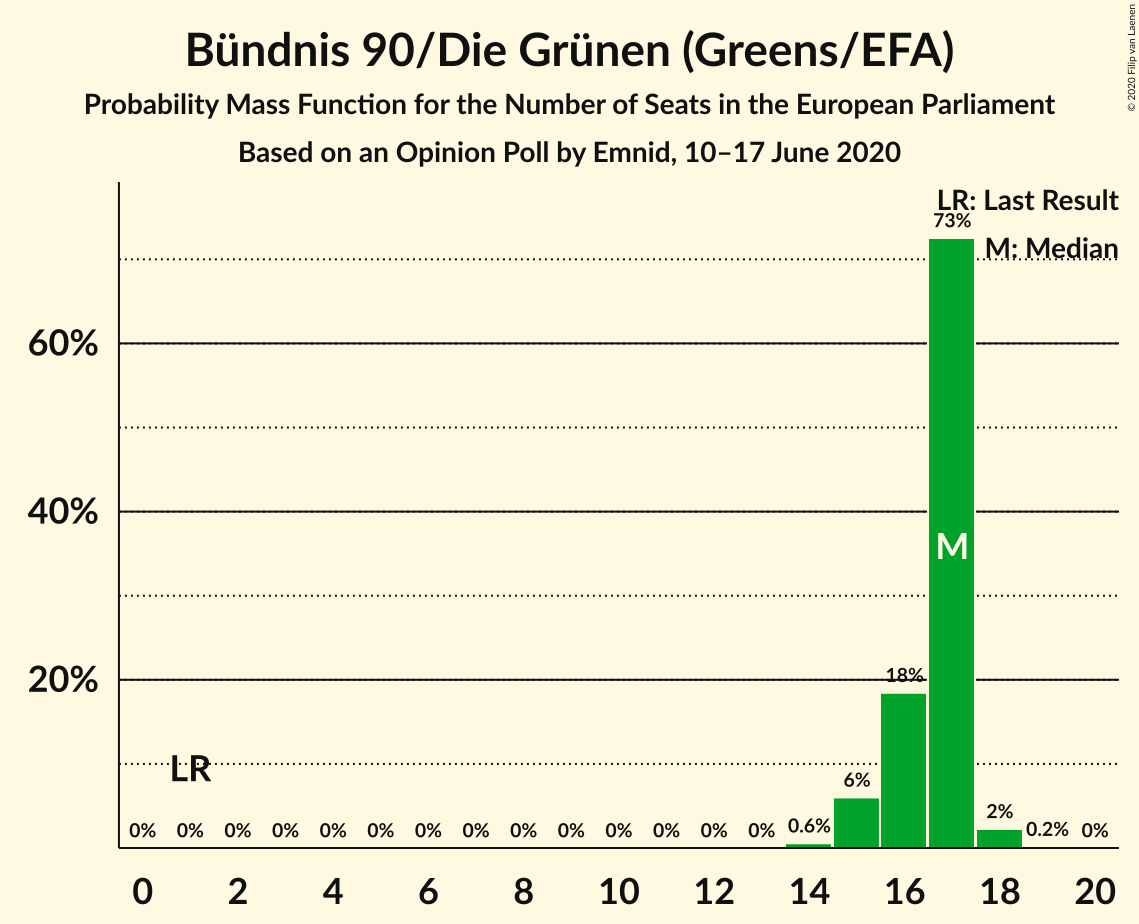 Bündnis 90/Die Grünen (Greens/EFA)
Probability Mass Function for the Number of Seats in the European Parliament
Based on an Opinion Poll by Emnid, 10–17 June 2020
© 2020 Filip van Laenen
LR: Last Result
M: Median
73%
60%
40%
20%
M
LR
18%
6%
0% 0% 0% 0% 0% 0% 0% 0% 0% 0% 0% 0% 0% 0% 0.6% 2% 0.2% 0%
0 2 4 6 8 10 12 14 16 18 20